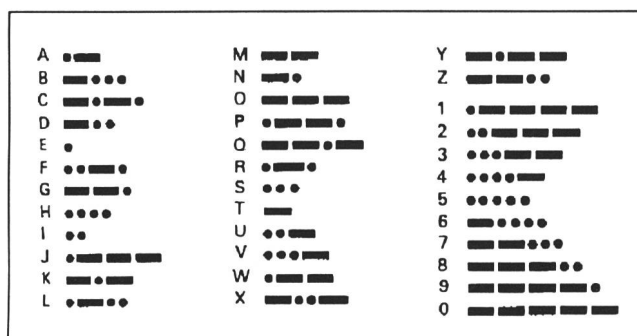 A ·–
B –···
C –·–·
D –··
E ·
F ··–·
G ––·
H ····
I ··
J ·–––
K –·–
L ·–··
M ––
N –·
O –––
P ·––·
Q ––·–
R ·–·
S ···
T –
U ··–
V ···–
W ·––
X –··–
Y –·––
Z ––··
1 ·––––
2 ··–––
3 ···––
4 ····–
5 ·····
6 –····
7 ––···
8 –––··
9 ––––·
0 –––––